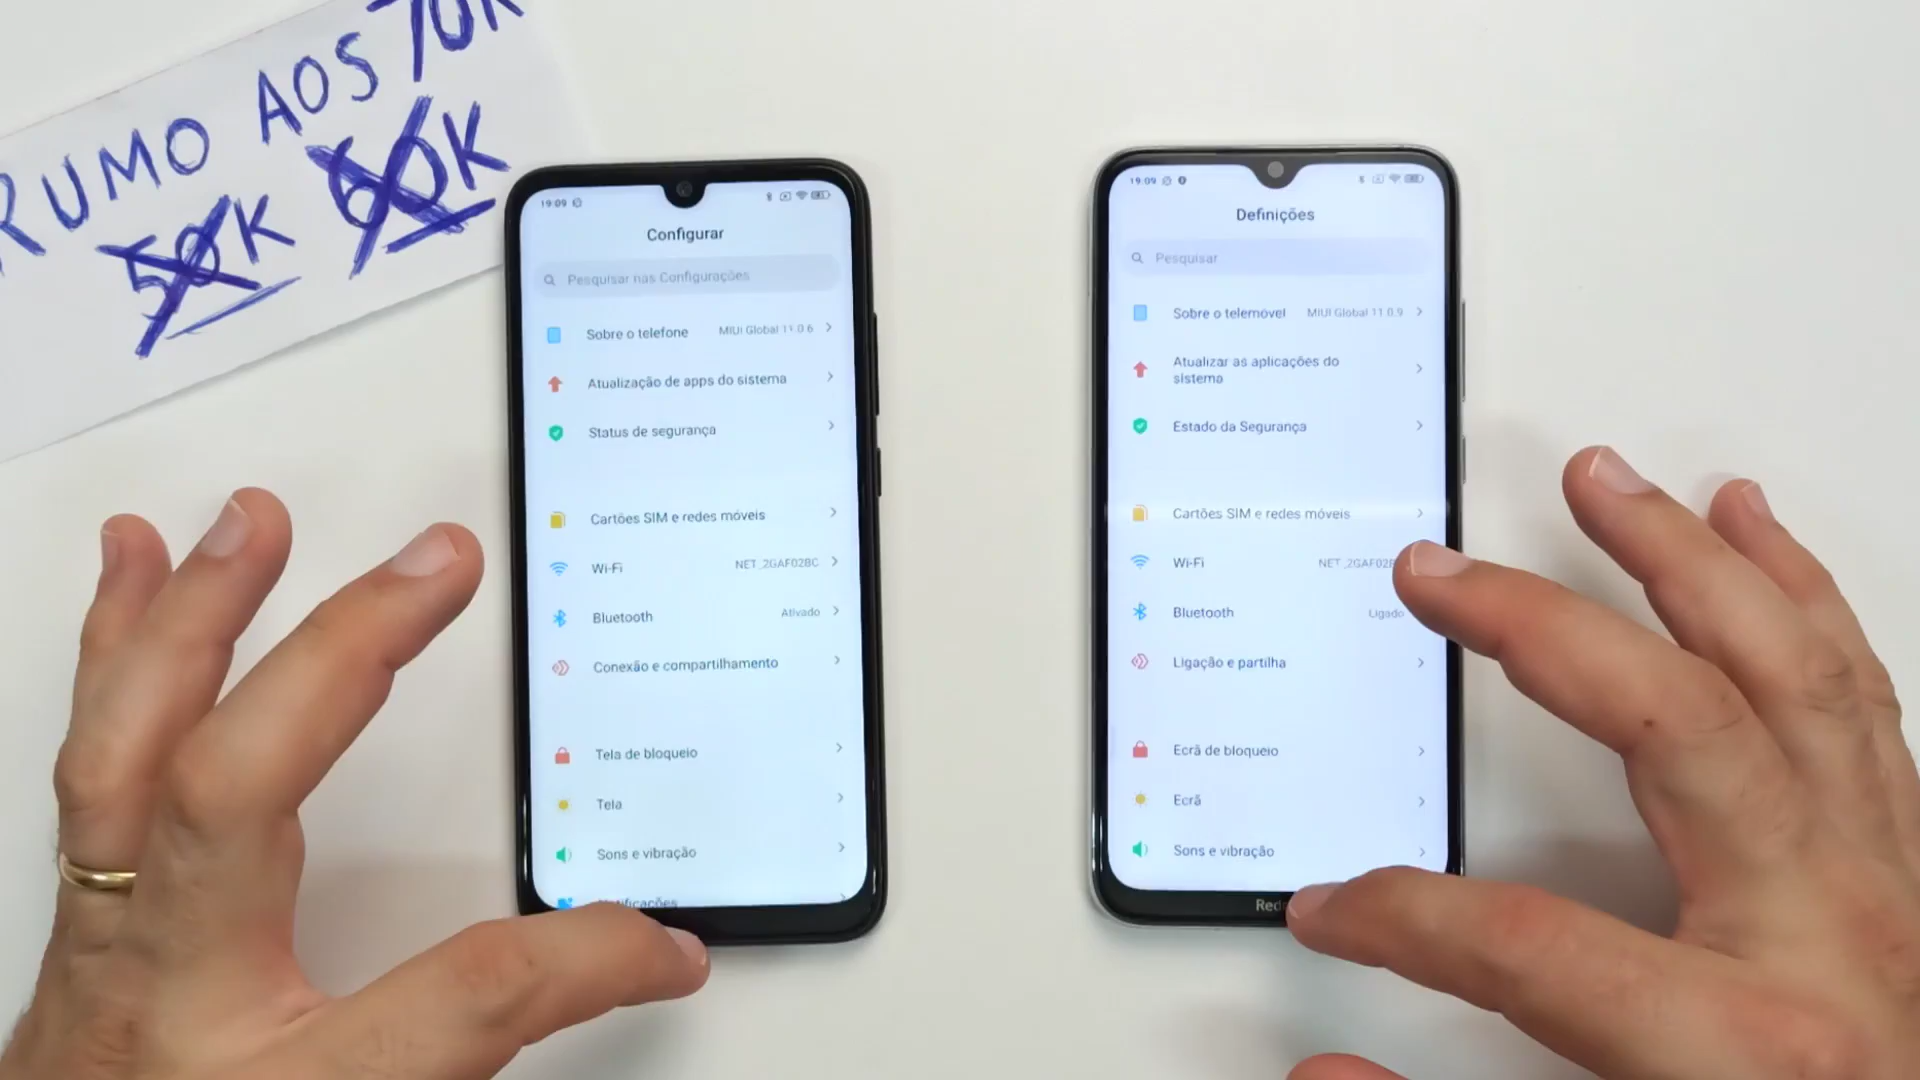 RUMO AOS 70K
50K 60K
19:09
Configurar
Pesquisar nas Configurações
Sobre o telefone MIUI Global 11.0.6
Atualização de apps do sistema
Status de segurança
Cartões SIM e redes móveis
Wi-Fi NET_2GAF02BC
Bluetooth Ativado
Conexão e compartilhamento
Tela de bloqueio
Tela
Sons e vibração
19:09
Definições
Pesquisar
Sobre o telemóvel MIUI Global 11.0.9
Atualizar as aplicações do
sistema
Estado da Segurança
Cartões SIM e redes móveis
Wi-Fi NET_2GAF02B
Bluetooth Ligado
Ligação e partilha
Ecrã de bloqueio
Ecrã
Sons e vibração